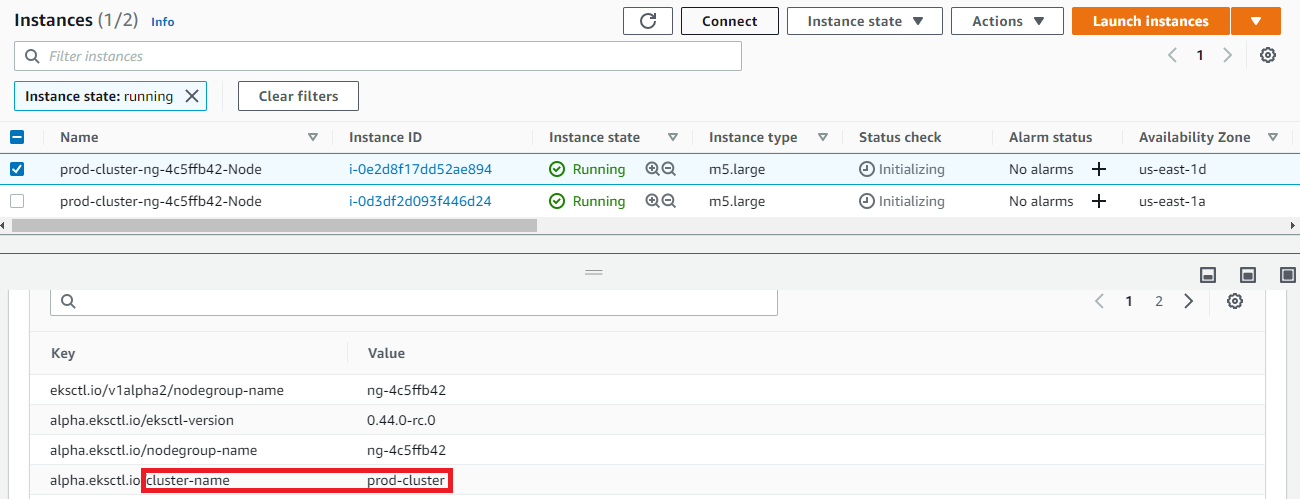 Instances (1/2) Info Connect Instance state Actions Launch instances
Filter instances 1
Instance state: running Clear filters
Name Instance ID Instance state Instance type Status check Alarm status Availability Zone
prod-cluster-ng-4c5ffb42-Node i-0e2d8f17dd52ae894 Running m5.large Initializing No alarms us-east-1d
prod-cluster-ng-4c5ffb42-Node i-0d3df2d093f446d24 Running m5.large Initializing No alarms us-east-1a
1 2
Key Value
eksctl.io/v1alpha2/nodegroup-name ng-4c5ffb42
alpha.eksctl.io/eksctl-version 0.44.0-rc.0
alpha.eksctl.io/nodegroup-name ng-4c5ffb42
alpha.eksctl.io/cluster-name prod-cluster